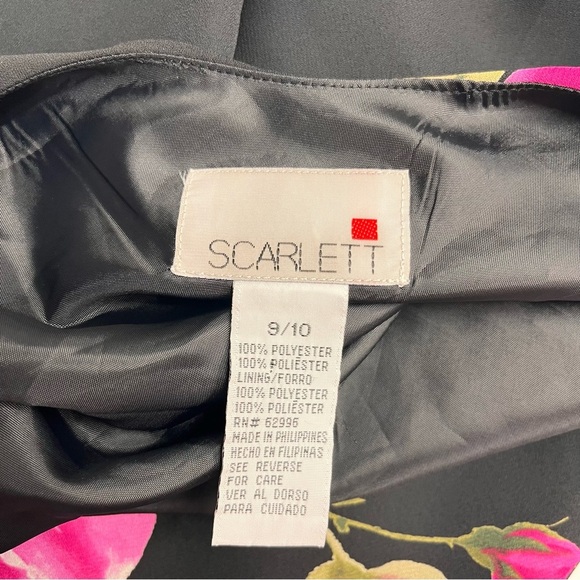 SCARLETT
9/10
100% POLYESTER
100% POLIÉSTER
LINING/FORRO
100% POLYESTER
100% POLIÉSTER
RN# 62996
MADE IN PHILIPPINES
HECHO EN FILIPINAS
SEE REVERSE
FOR CARE
VER AL DORSO
PARA CUIDADO